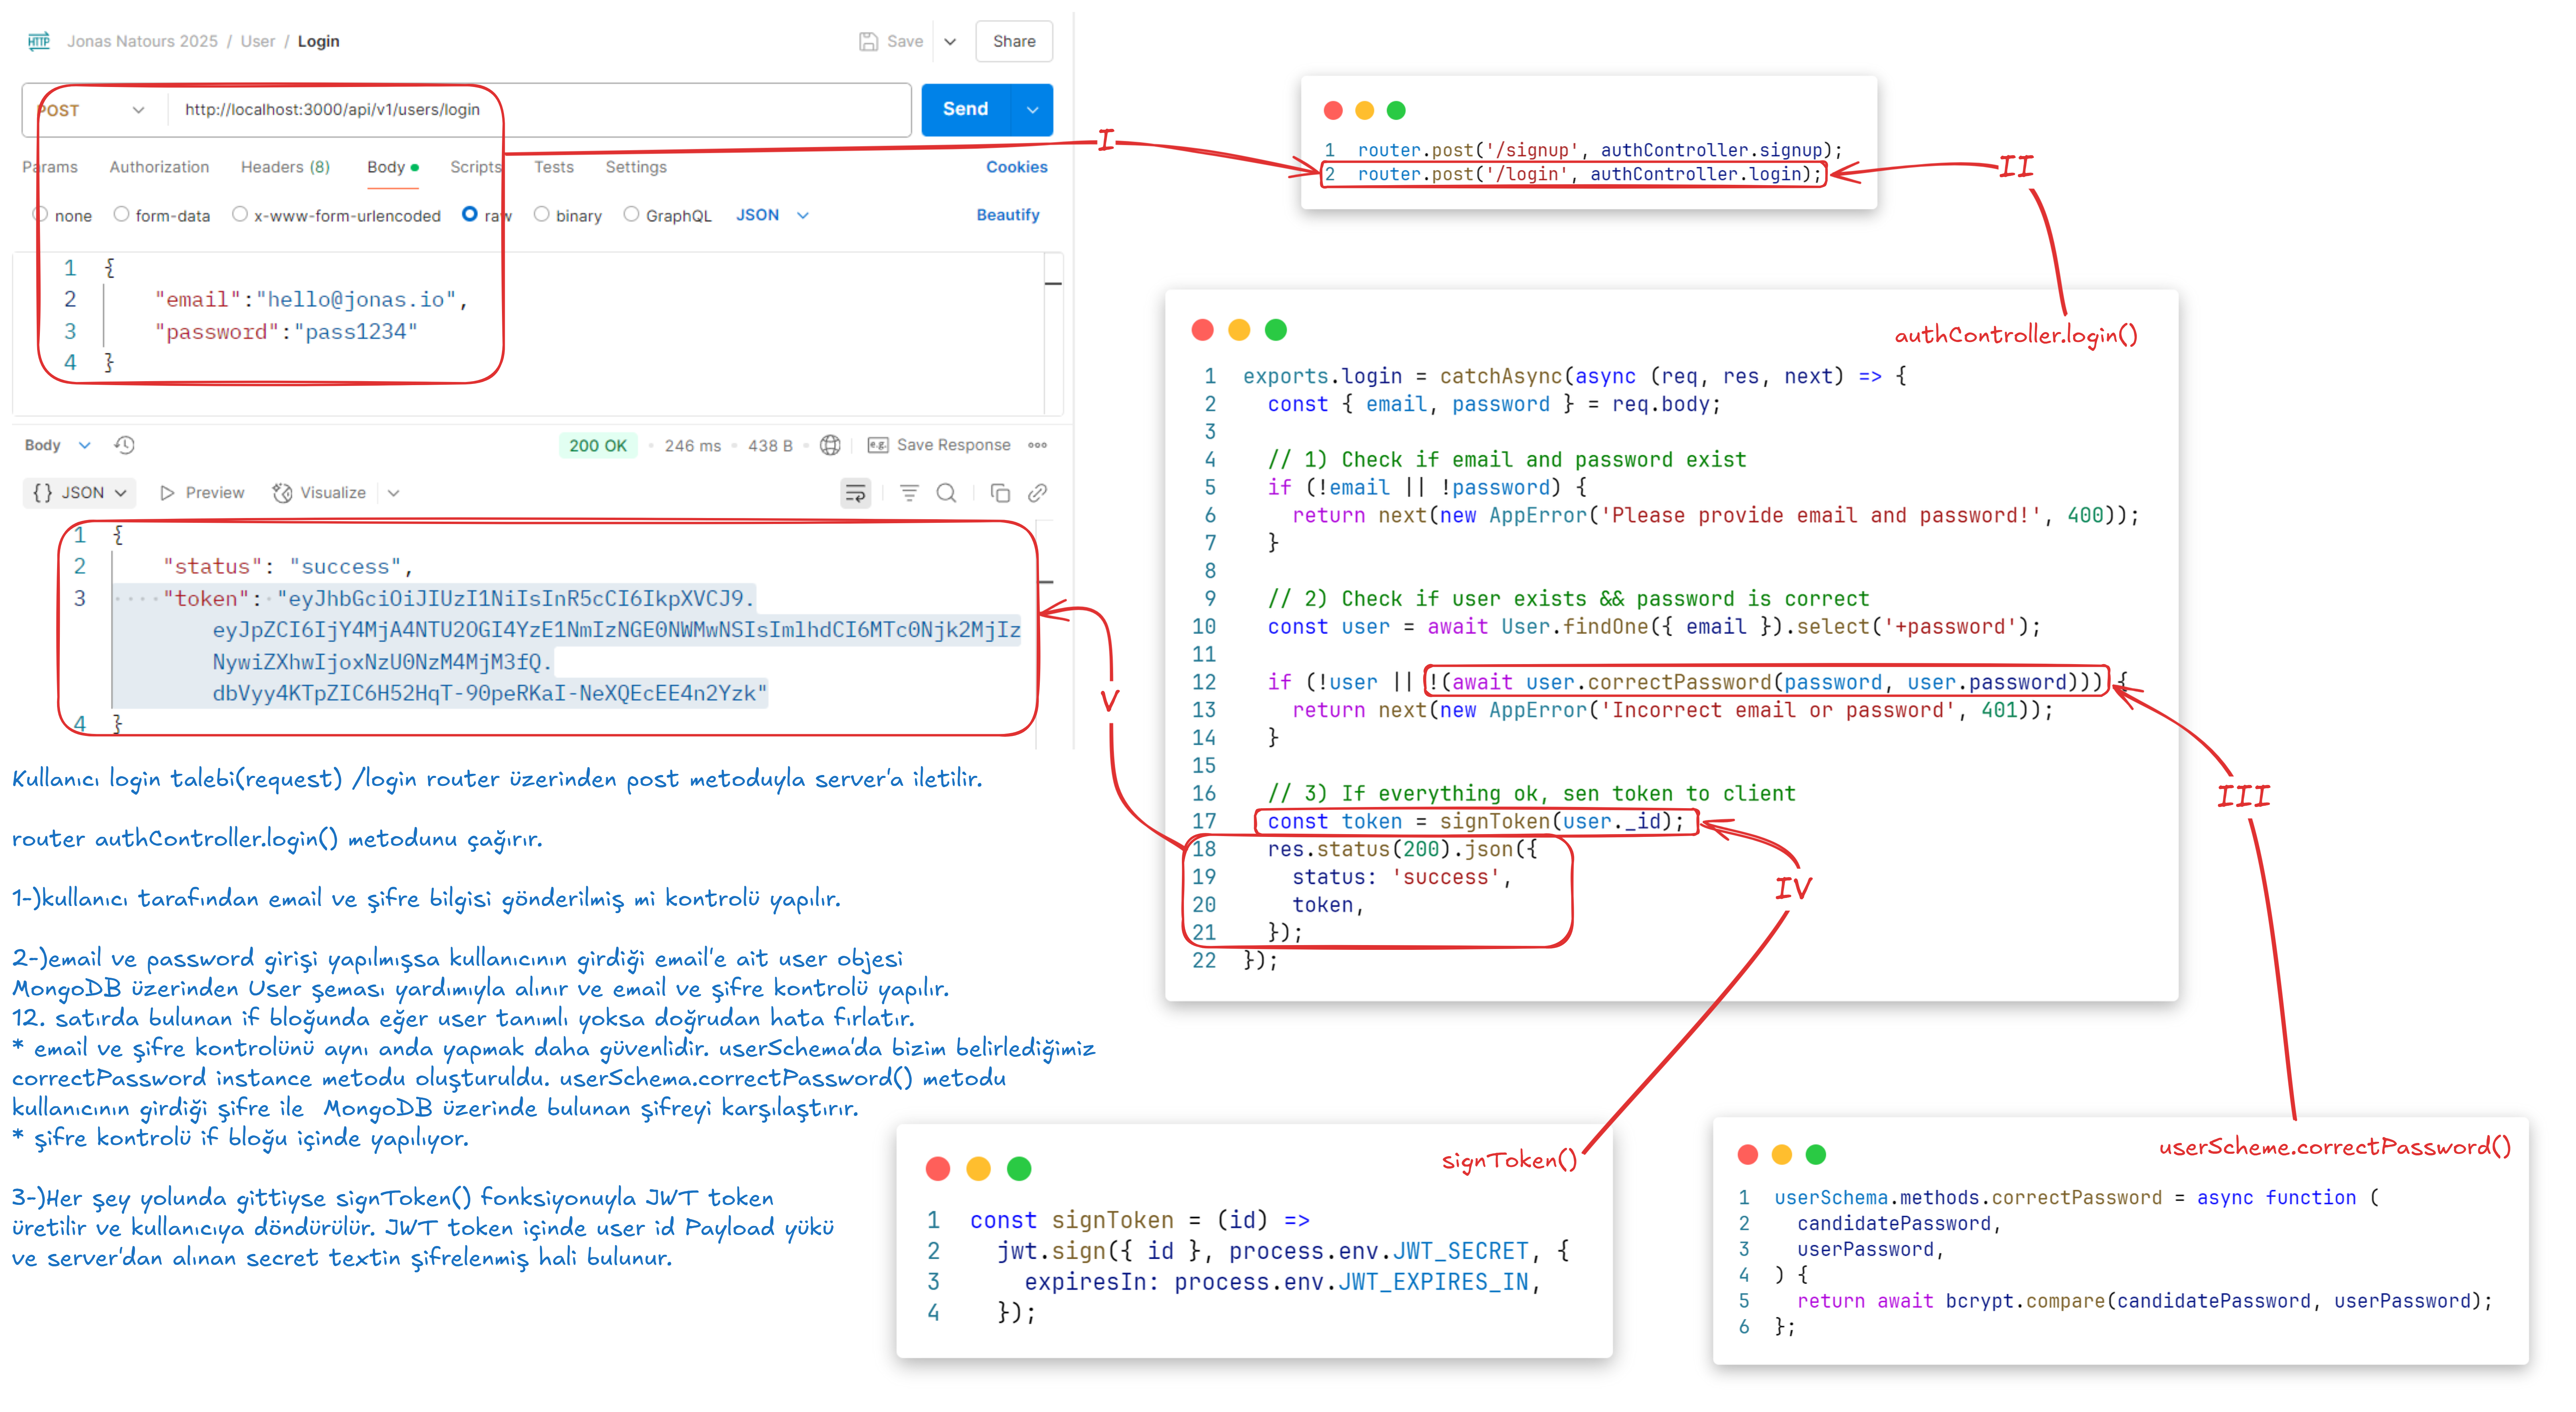 HTTP Jonas Natours 2025 / User / Login
Save Share
POST http://localhost:3000/api/v1/users/login Send
Params Authorization Headers (8) Body Scripts Tests Settings Cookies
none form-data x-www-form-urlencoded raw binary GraphQL JSON Beautify
1 {
2 "email":"hello@jonas.io",
3 "password":"pass1234"
4 }
Body 200 OK 246 ms 438 B e.g. Save Response
{} JSON Preview Visualize
1 {
2 "status": "success",
3 "token": "eyJhbGciOiJIUzI1NiIsInR5cCI6IkpXVCJ9.
eyJpZCI6IjY4MjA4NTU2OGI4YzE1NmIzNGE0NWMwNSIsImlhdCI6MTc0Njk2MjIz
NywiZXhwIjoxNzU0NzM4MjM3fQ.
dbVyy4KTpZIC6H52HqT-90peRKaI-NeXQEcEE4n2Yzk"
4 }
Kullanıcı login talebi(request) /login router üzerinden post metoduyla server'a iletilir.
router authController.login() metodunu çağırır.
1-)kullanıcı tarafından email ve şifre bilgisi gönderilmiş mi kontrolü yapılır.
2-)email ve password girişi yapılmışsa kullanıcının girdiği email'e ait user objesi
MongoDB üzerinden User şeması yardımıyla alınır ve email ve şifre kontrolü yapılır.
12. satırda bulunan if bloğunda eğer user tanımlı yoksa doğrudan hata fırlatır.
* email ve şifre kontrolünü aynı anda yapmak daha güvenlidir. userSchema'da bizim belirlediğimiz
correctPassword instance metodu oluşturuldu. userSchema.correctPassword() metodu
kullanıcının girdiği şifre ile MongoDB üzerinde bulunan şifreyi karşılaştırır.
* şifre kontrolü if bloğu içinde yapılıyor.
3-)Her şey yolunda gittiyse signToken() fonksiyonuyla JWT token
üretilir ve kullanıcıya döndürülür. JWT token içinde user id Payload yükü
ve server'dan alınan secret textin şifrelenmiş hali bulunur.
I
1 router.post('/signup', authController.signup);
2 router.post('/login', authController.login);
II
authController.login()
1 exports.login = catchAsync(async (req, res, next) => {
2 const { email, password } = req.body;
3
4 // 1) Check if email and password exist
5 if (!email || !password) {
6 return next(new AppError('Please provide email and password!', 400));
7 }
8
9 // 2) Check if user exists && password is correct
10 const user = await User.findOne({ email }).select('+password');
11
12 if (!user || !(await user.correctPassword(password, user.password))) {
13 return next(new AppError('Incorrect email or password', 401));
14 }
15
16 // 3) If everything ok, sen token to client
17 const token = signToken(user._id);
18 res.status(200).json({
19 status: 'success',
20 token,
21 });
22 });
III
IV
V
signToken()
1 const signToken = (id) =>
2 jwt.sign({ id }, process.env.JWT_SECRET, {
3 expiresIn: process.env.JWT_EXPIRES_IN,
4 });
userScheme.correctPassword()
1 userSchema.methods.correctPassword = async function (
2 candidatePassword,
3 userPassword,
4 ) {
5 return await bcrypt.compare(candidatePassword, userPassword);
6 };